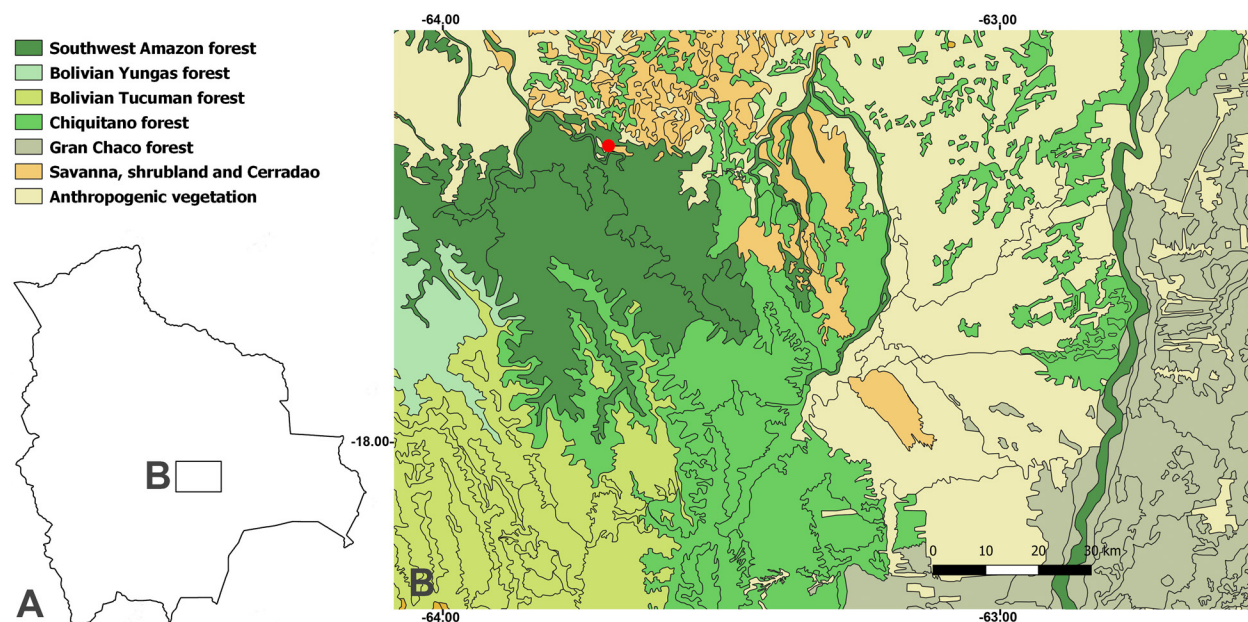 -64.00 -63.00
Southwest Amazon forest
Bolivian Yungas forest
Bolivian Tucuman forest
Chiquitano forest
Gran Chaco forest
Savanna, shrubland and Cerradao
Anthropogenic vegetation
-18.00
B
A
B
0 10 20 30 km
-64.00 -63.00